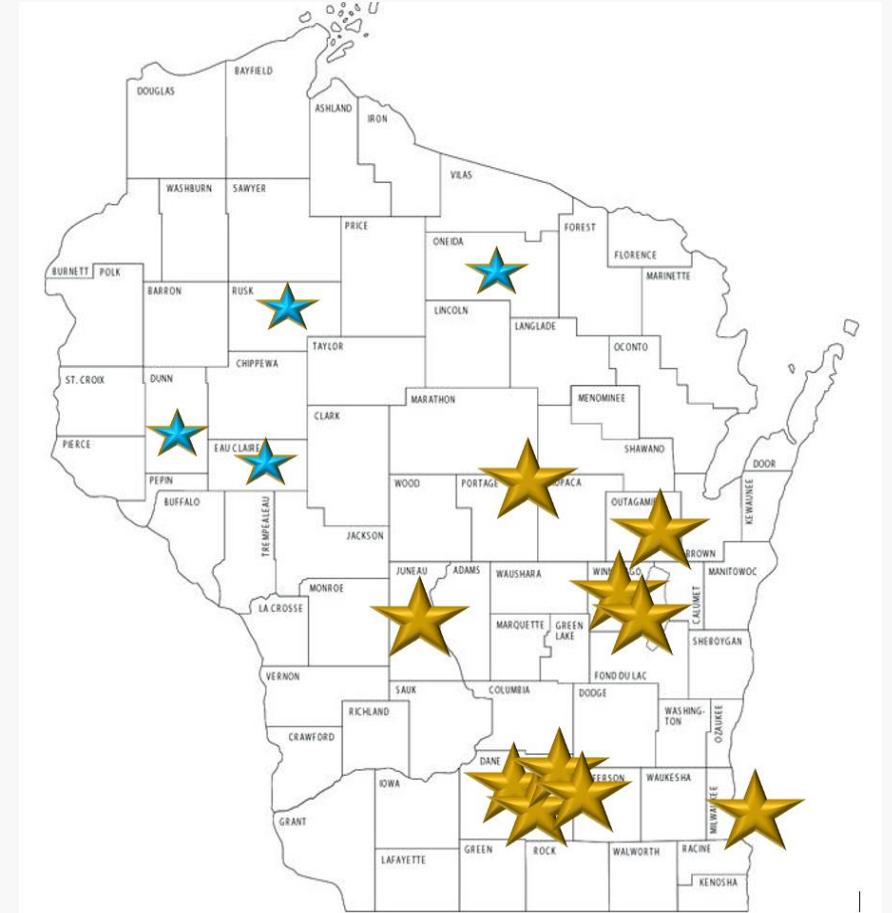 BAYFIELD
DOUGLAS
ASHLAND
IRON
VILAS
WASHBURN
SAWYER
PRICE
FOREST
ONEIDA
FLORENCE
BURNETT
POLK
MARINETTE
BARRON
RUSK
LINCOLN
LANGLADE
TAYLOR
OCONTO
CHIPPEWA
ST. CROIX
DUNN
MENOMINEE
MARATHON
CLARK
PIERCE
EAU CLAIRE
SHAWANO
DOOR
PEPIN
WOOD
PORTAGE
UPACA
BUFFALO
OUTAGAMIE
KEWAUNEE
TREMPEALEAU
JACKSON
BROWN
JUNEAU
ADAMS
WAUSHARA
WINN
GO
MANITOWOC
MONROE
CALUMET
LA CROSSE
MARQUETTE
GREEN
LAKE
SHEBOYGAN
VERNON
FOND DU LAC
SAUK
COLUMBIA
DODGE
RICHLAND
WASHING-
TON
OZAUKEE
CRAWFORD
DANE
FERSON
WAUKESHA
IOWA
MILWAUKEE
GRANT
GREEN
ROCK
WALWORTH
RACINE
LAFAYETTE
KENOSHA